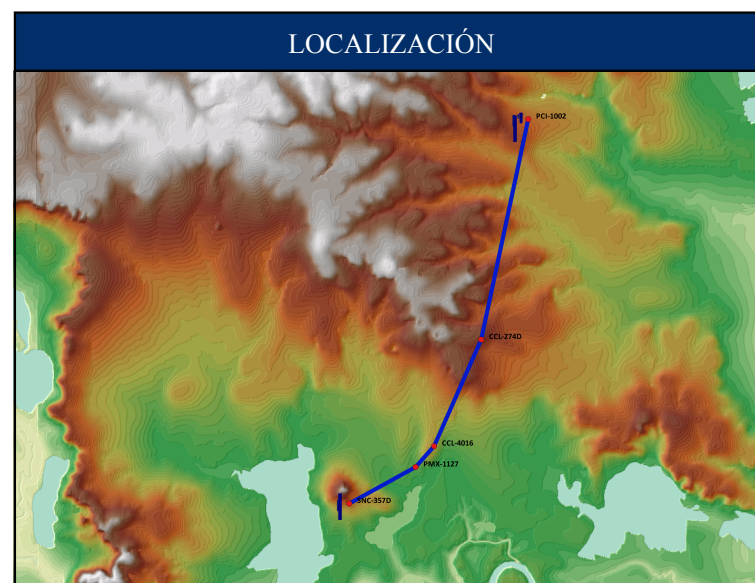 LOCALIZACIÓN
PCI-1002
CCL-274D
CCL-4016
PMX-1127
SNC-357D